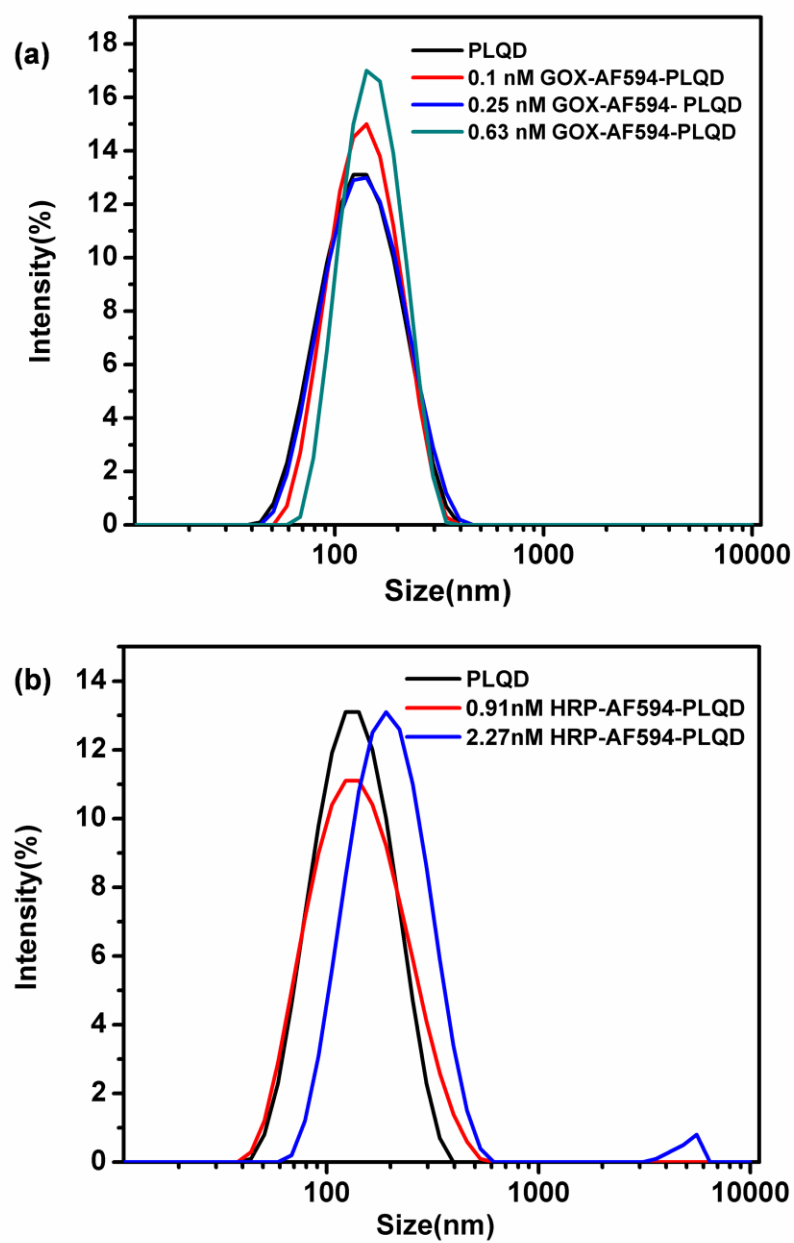 (a)
PLQD
0.1 nM GOX-AF594-PLQD
0.25 nM GOX-AF594- PLQD
0.63 nM GOX-AF594-PLQD
18
16
14
12
10
8
6
4
2
0
Intensity(%)
100 1000 10000
Size(nm)
(b)
PLQD
0.91nM HRP-AF594-PLQD
2.27nM HRP-AF594-PLQD
14
12
10
8
6
4
2
0
Intensity(%)
100 1000 10000
Size(nm)